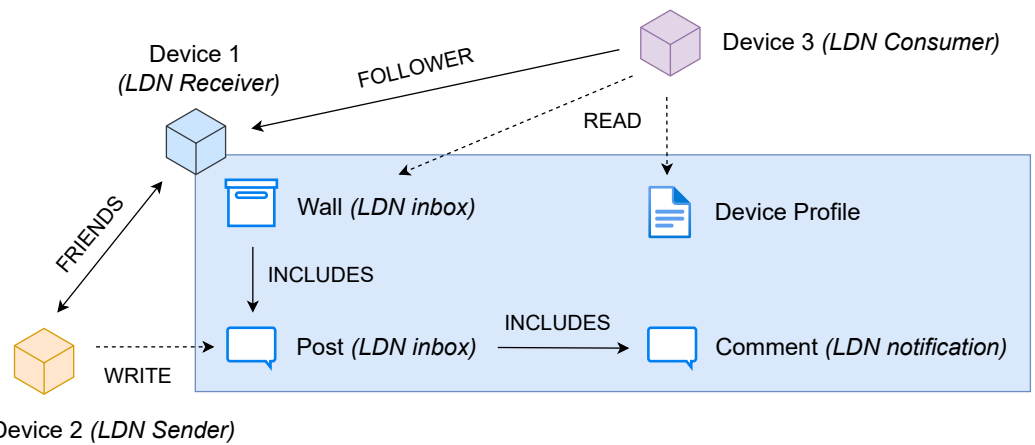 Device 1
(LDN Receiver)
FOLLOWER
Device 3 (LDN Consumer)
READ
Wall (LDN inbox)
Device Profile
FRIENDS
INCLUDES
INCLUDES
Post (LDN inbox)
Comment (LDN notification)
WRITE
Device 2 (LDN Sender)